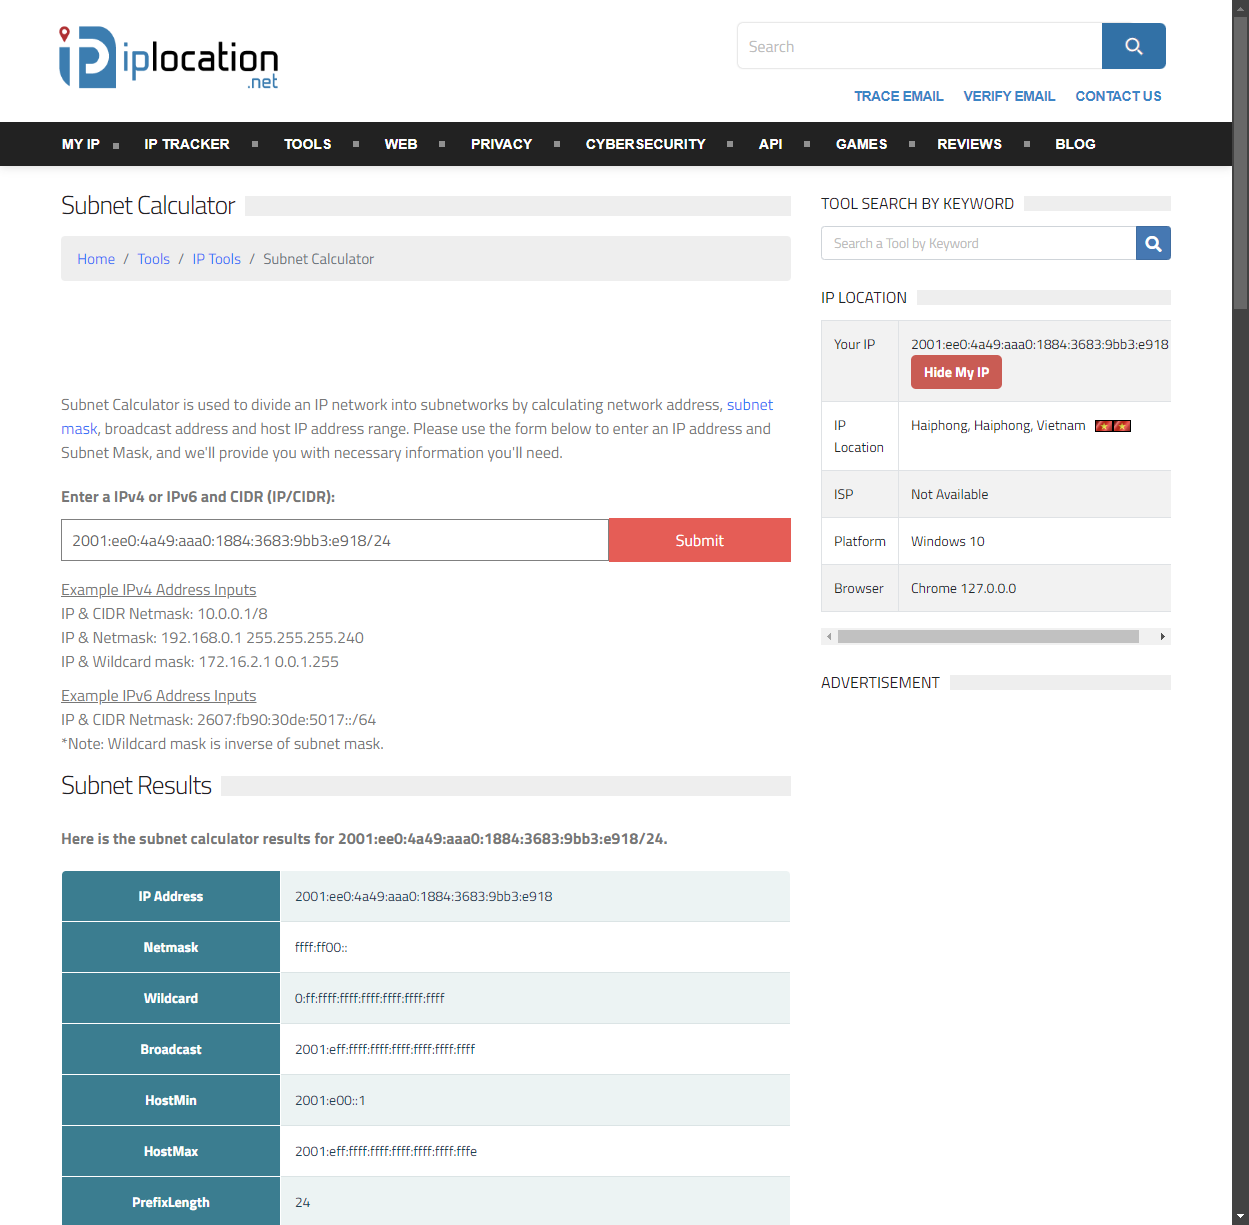 iplocation
.net
Search
TRACE EMAIL VERIFY EMAIL CONTACT US
MY IP IP TRACKER TOOLS WEB PRIVACY CYBERSECURITY API GAMES REVIEWS BLOG
Subnet Calculator
Home / Tools / IP Tools / Subnet Calculator
Subnet Calculator is used to divide an IP network into subnetworks by calculating network address, subnet
mask, broadcast address and host IP address range. Please use the form below to enter an IP address and
Subnet Mask, and we'll provide you with necessary information you'll need.
Enter a IPv4 or IPv6 and CIDR (IP/CIDR):
2001:ee0:4a49:aaa0:1884:3683:9bb3:e918/24
Submit
Example IPv4 Address Inputs
IP & CIDR Netmask: 10.0.0.1/8
IP & Netmask: 192.168.0.1 255.255.255.240
IP & Wildcard mask: 172.16.2.1 0.0.1.255
Example IPv6 Address Inputs
IP & CIDR Netmask: 2607:fb90:30de:5017::/64
*Note: Wildcard mask is inverse of subnet mask.
Subnet Results
Here is the subnet calculator results for 2001:ee0:4a49:aaa0:1884:3683:9bb3:e918/24.
IP Address 2001:ee0:4a49:aaa0:1884:3683:9bb3:e918
Netmask ffff:ff00::
Wildcard 0:ff:ffff:ffff:ffff:ffff:ffff:ffff
Broadcast 2001:eff:ffff:ffff:ffff:ffff:ffff:ffff
HostMin 2001:e00::1
HostMax 2001:eff:ffff:ffff:ffff:ffff:ffff:fffe
PrefixLength 24
TOOL SEARCH BY KEYWORD
Search a Tool by Keyword
IP LOCATION
Your IP 2001:ee0:4a49:aaa0:1884:3683:9bb3:e918
Hide My IP
IP Haiphong, Haiphong, Vietnam
Location
ISP Not Available
Platform Windows 10
Browser Chrome 127.0.0.0
ADVERTISEMENT